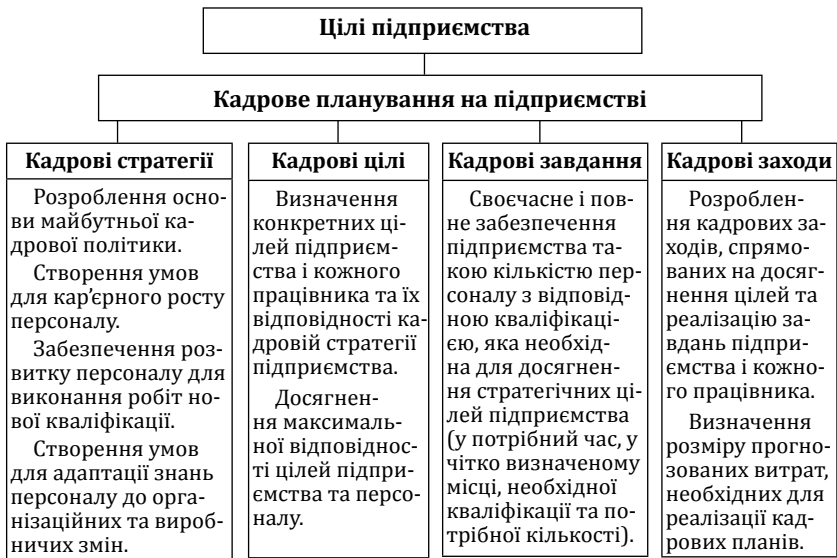 Цілі підприємства
Кадрове планування на підприємстві
Кадрові стратегії
Розроблення осно-
ви майбутньої ка-
дрової політики.
Створення умов
для кар’єрного росту
персоналу.
Забезпечення роз-
витку персоналу для
виконання робіт но-
вої кваліфікації.
Створення умов
для адаптації знань
персоналу до орга-
нізаційних та вироб-
ничих змін.
Кадрові цілі
Визначення
конкретних ці-
лей підприєм-
ства і кожного
працівника та їх
відповідності ка-
дровій стратегії
підприємства.
Досягнен-
ня максималь-
ної відповіднос-
ті цілей підпри-
ємства та персо-
налу.
Кадрові завдання
Своєчасне і пов-
не забезпечення
підприємства та-
кою кількістю пер-
соналу з відповід-
ною кваліфікаці-
єю, яка необхід-
на для досягнен-
ня стратегічних ці-
лей підприємства
(у потрібний час, у
чітко визначеному
місці, необхідної
кваліфікації та по-
трібної кількості).
Кадрові заходи
Розроблен-
ня кадрових за-
ходів, спрямо-
ваних на досяг-
нення цілей та
реалізацію за-
вдань підпри-
ємства і кожно-
го працівника.
Визначення
розміру прогно-
зованих витрат,
необхідних для
реалізації кад-
рових планів.